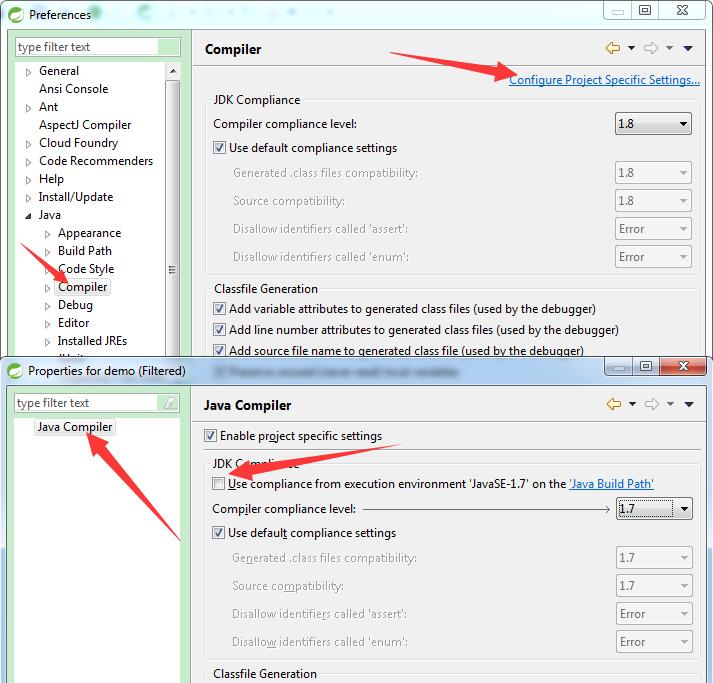 Preferences
type filter text
General
Ansi Console
Ant
AspectJ Compiler
Cloud Foundry
Code Recommenders
Help
Install/Update
Java
Appearance
Build Path
Code Style
Compiler
Debug
Editor
Installed JREs
Compiler
Configure Project Specific Settings...
JDK Compliance
Compiler compliance level: 1.8
Use default compliance settings
Generated .class files compatibility: 1.8
Source compatibility: 1.8
Disallow identifiers called 'assert': Error
Disallow identifiers called 'enum': Error
Classfile Generation
Add variable attributes to generated class files (used by the debugger)
Add line number attributes to generated class files (used by the debugger)
Add source file name to generated class file (used by the debugger)
Preserve unused (never read) local variables
Properties for demo (Filtered)
type filter text
Java Compiler
Java Compiler
Enable project specific settings
JDK Compliance
Use compliance from execution environment 'JavaSE-1.7' on the 'Java Build Path'
Compiler compliance level: 1.7
Use default compliance settings
Generated .class files compatibility: 1.7
Source compatibility: 1.7
Disallow identifiers called 'assert': Error
Disallow identifiers called 'enum': Error
Classfile Generation